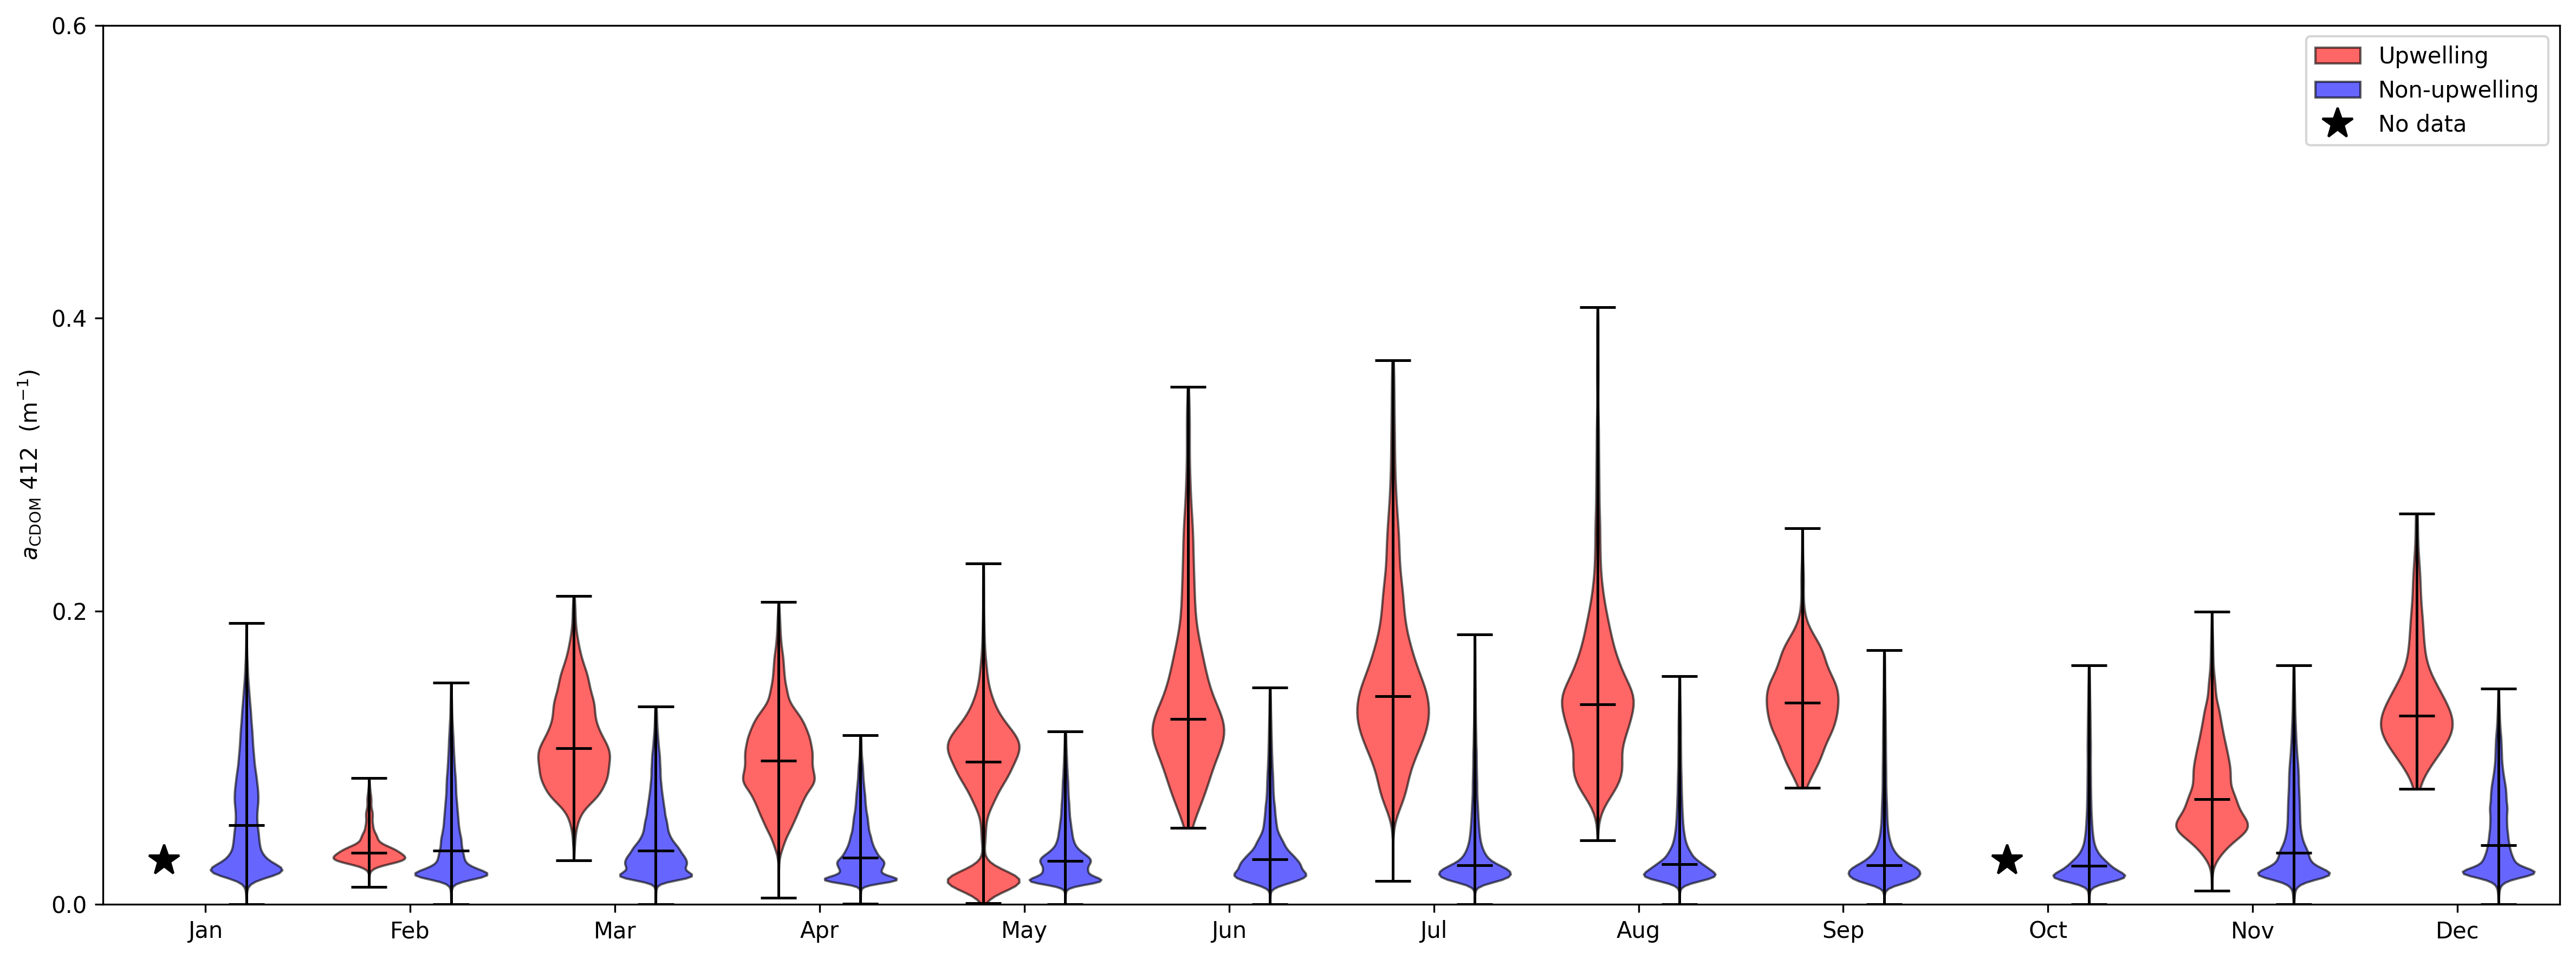 0.6
0.4
0.2
0.0
a_CDOM 412 (m⁻¹)
Upwelling
Non-upwelling
No data
Jan Feb Mar Apr May Jun Jul Aug Sep Oct Nov Dec